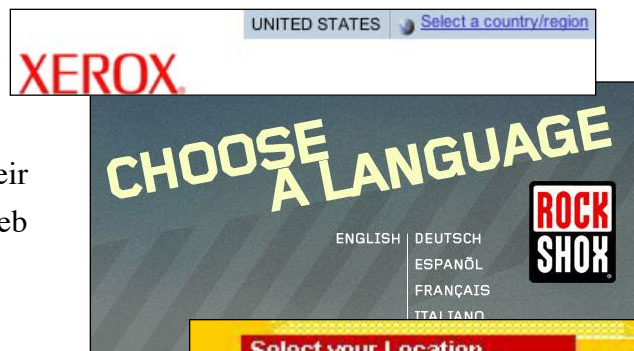 UNITED STATES Select a country/region
XEROX.
CHOOSE
A LANGUAGE
eir
eb
ROCK
SHOX
ENGLISH DEUTSCH
ESPANÕL
FRANÇAIS
ITALIANO
Select your Location